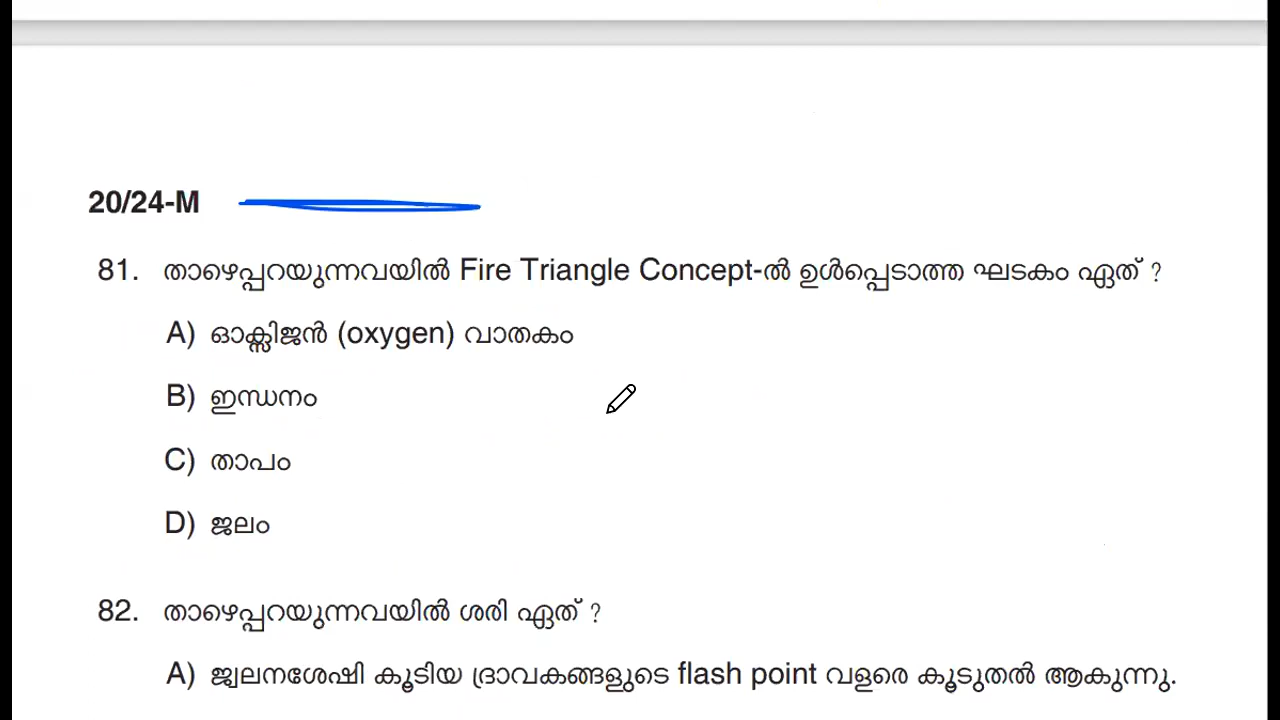 20/24-M
81. താഴെപ്പറയുന്നവയിൽ Fire Triangle Concept-ൽ ഉൾപ്പെടാത്ത ഘടകം ഏത് ?
A) ഓക്സിജൻ (oxygen) വാതകം
B) ഇന്ധനം
C) താപം
D) ജലം
82. താഴെപ്പറയുന്നവയിൽ ശരി ഏത് ?
A) ജ്വലനശേഷി കൂടിയ ദ്രാവകങ്ങളുടെ flash point വളരെ കൂടുതൽ ആകുന്നു.